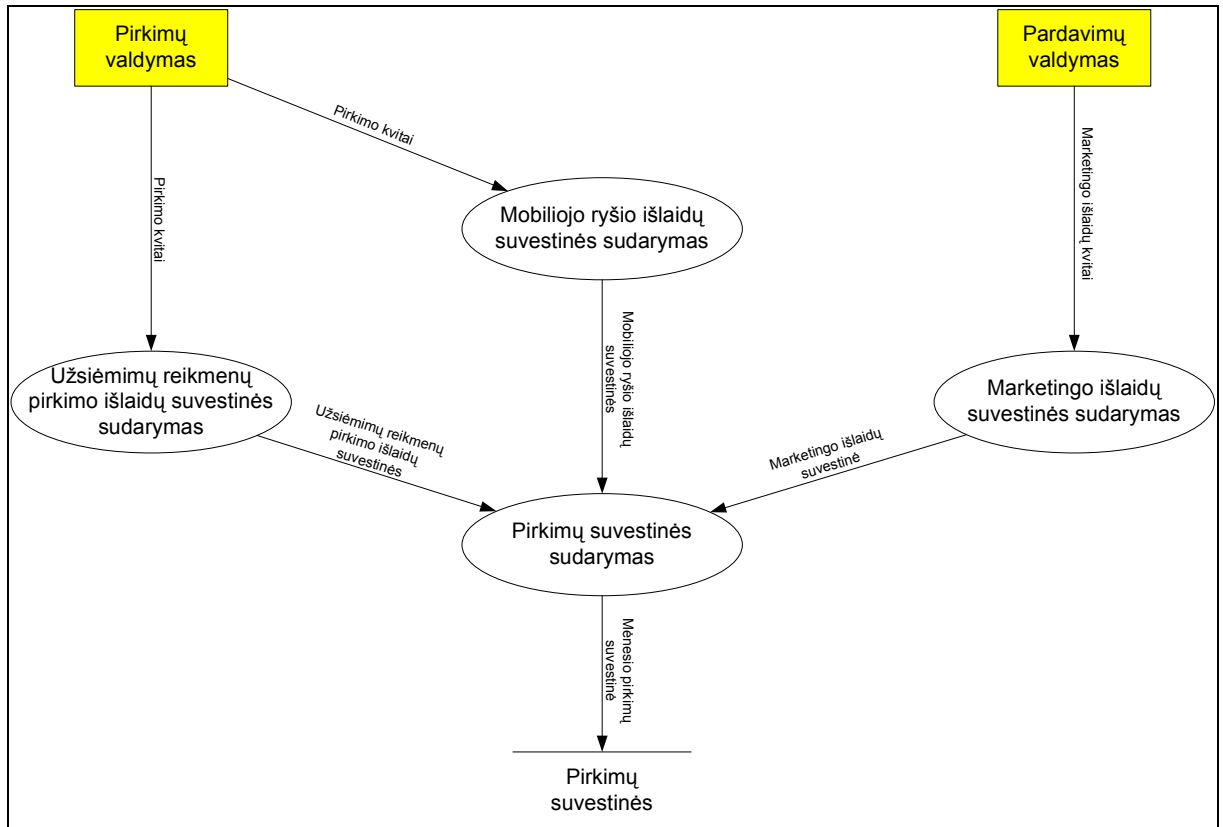 Pirkimų
valdymas
Pardavimų
valdymas
Pirkimo kvitai
Pirkimo kvitai
Marketingo išlaidų kvitai
Mobiliojo ryšio išlaidų
suvestinės sudarymas
Užsiėmimų reikmenų
pirkimo išlaidų suvestinės
sudarymas
Mobiliojo ryšio išlaidų
suvestinės
Marketingo išlaidų
suvestinės sudarymas
Užsiėmimų reikmenų
pirkimo išlaidų
suvestinės
Marketingo išlaidų
suvestinė
Pirkimų suvestinės
sudarymas
Mėnesio pirkimų
suvestinė
Pirkimų
suvestinės